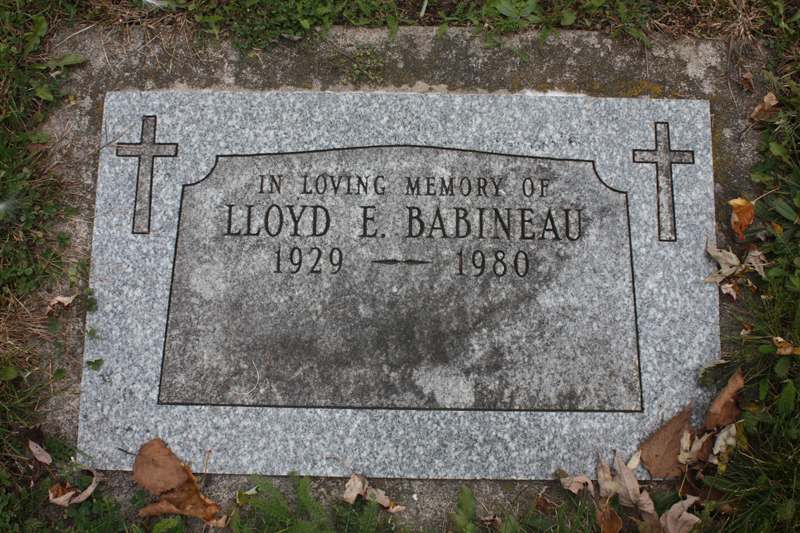 IN LOVING MEMORY OF
LLOYD E. BABINEAU
1929 — 1980